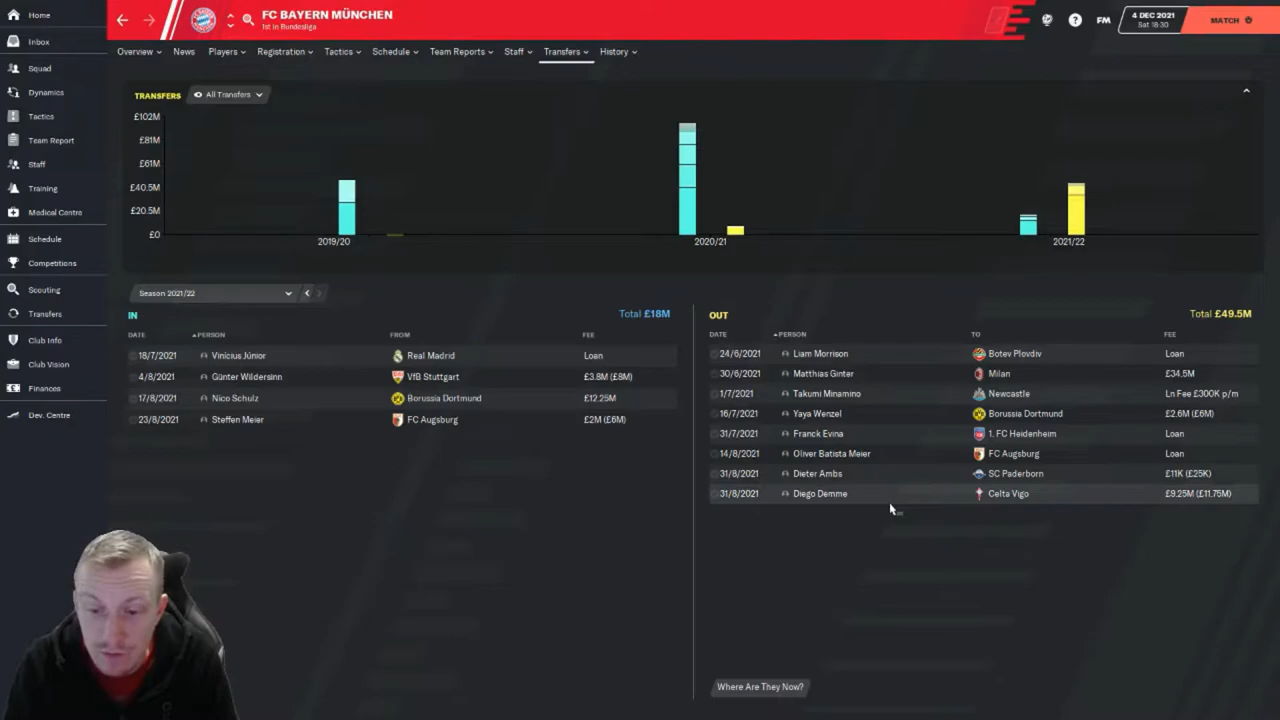 Home
Inbox
Squad
Dynamics
Tactics
Team Report
Staff
Training
Medical Centre
Schedule
Competitions
Scouting
Transfers
Club Info
Club Vision
Finances
Dev. Centre
FC BAYERN MÜNCHEN
1st in Bundesliga
FM
4 DEC 2021
Sat 18:30
MATCH
Overview News Players Registration Tactics Schedule Team Reports Staff Transfers History
TRANSFERS All Transfers
£102M
£81M
£61M
£40.5M
£20.5M
£0
2019/20 2020/21 2021/22
Season 2021/22
IN Total £18M
DATE PERSON FROM FEE
18/7/2021 Vinícius Júnior Real Madrid Loan
4/8/2021 Günter Wildersinn VfB Stuttgart £3.8M (£8M)
17/8/2021 Nico Schulz Borussia Dortmund £12.25M
23/8/2021 Steffen Meier FC Augsburg £2M (£6M)
OUT Total £49.5M
DATE PERSON TO FEE
24/6/2021 Liam Morrison Botev Plovdiv Loan
30/6/2021 Matthias Ginter Milan £34.5M
1/7/2021 Takumi Minamino Newcastle Ln Fee £300K p/m
16/7/2021 Yaya Wenzel Borussia Dortmund £2.6M (£6M)
31/7/2021 Franck Evina 1. FC Heidenheim Loan
14/8/2021 Oliver Batista Meier FC Augsburg Loan
31/8/2021 Dieter Ambs SC Paderborn £11K (£25K)
31/8/2021 Diego Demme Celta Vigo £9.25M (£11.75M)
Where Are They Now?